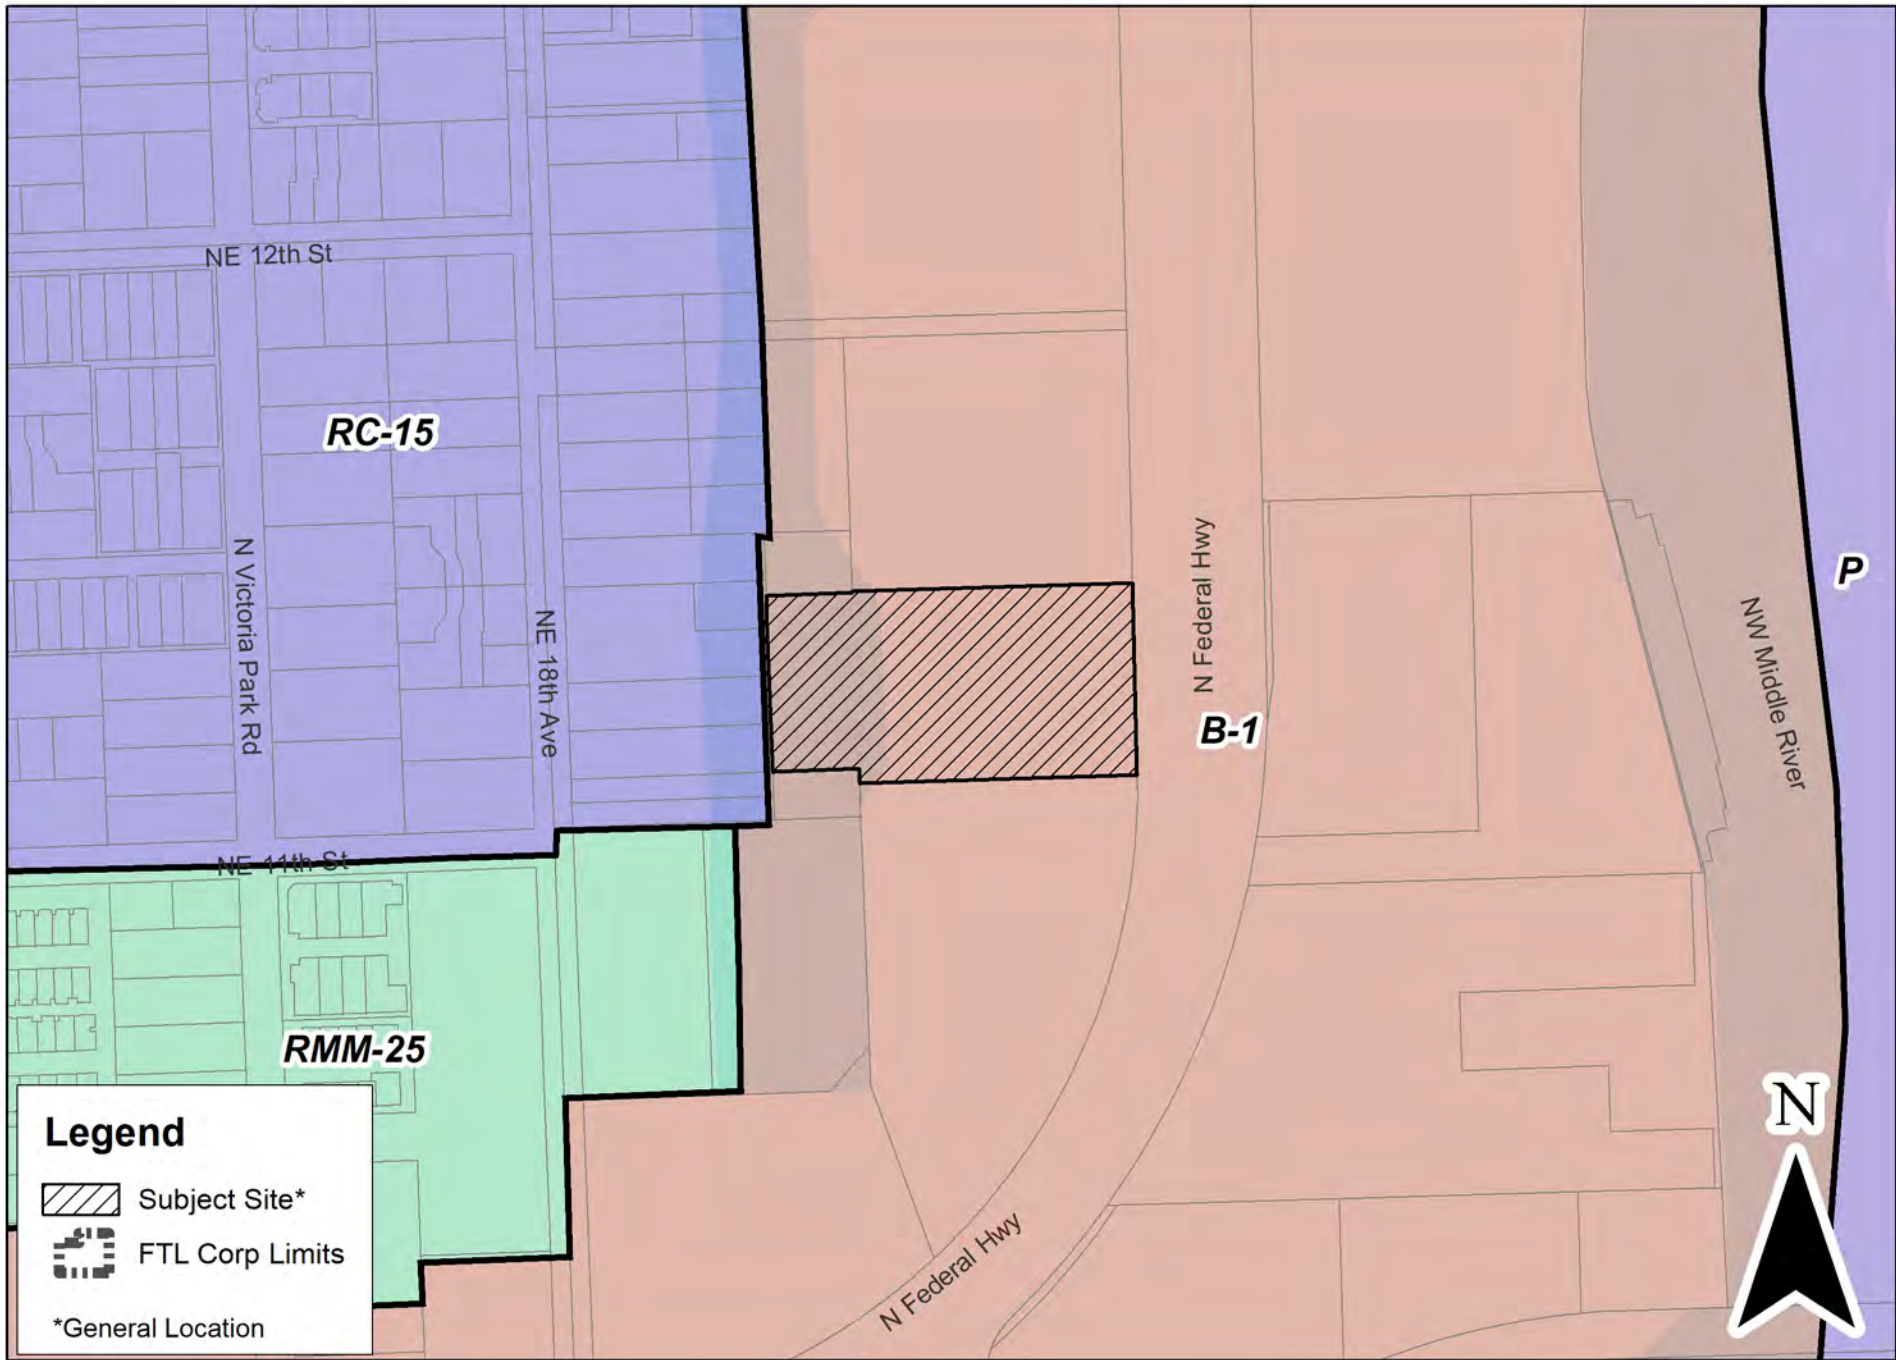 NE 12th St
RC-15
N Victoria Park Rd
NE 18th Ave
N Federal Hwy
B-1
P
NW Middle River
NE 11th St
RMM-25
N Federal Hwy
N
Legend
Subject Site*
FTL Corp Limits
*General Location